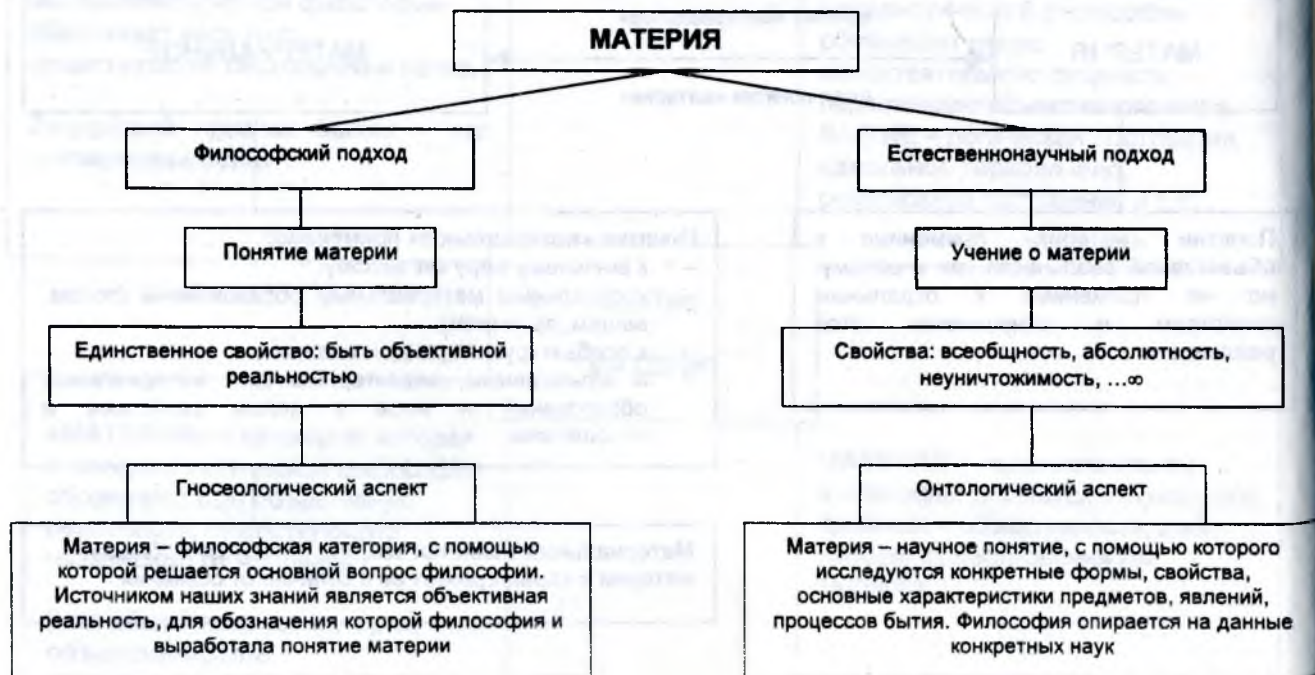 МАТЕРИЯ
Философский подход
Естественнонаучный подход
Понятие материи
Учение о материи
Единственное свойство: быть объективной
реальностью
Свойства: всеобщность, абсолютность,
неуничтожимость, ...∞
Гносеологический аспект
Онтологический аспект
Материя – философская категория, с помощью
которой решается основной вопрос философии.
Источником наших знаний является объективная
реальность, для обозначения которой философия и
выработала понятие материи
Материя – научное понятие, с помощью которого
исследуются конкретные формы, свойства,
основные характеристики предметов, явлений,
процессов бытия. Философия опирается на данные
конкретных наук